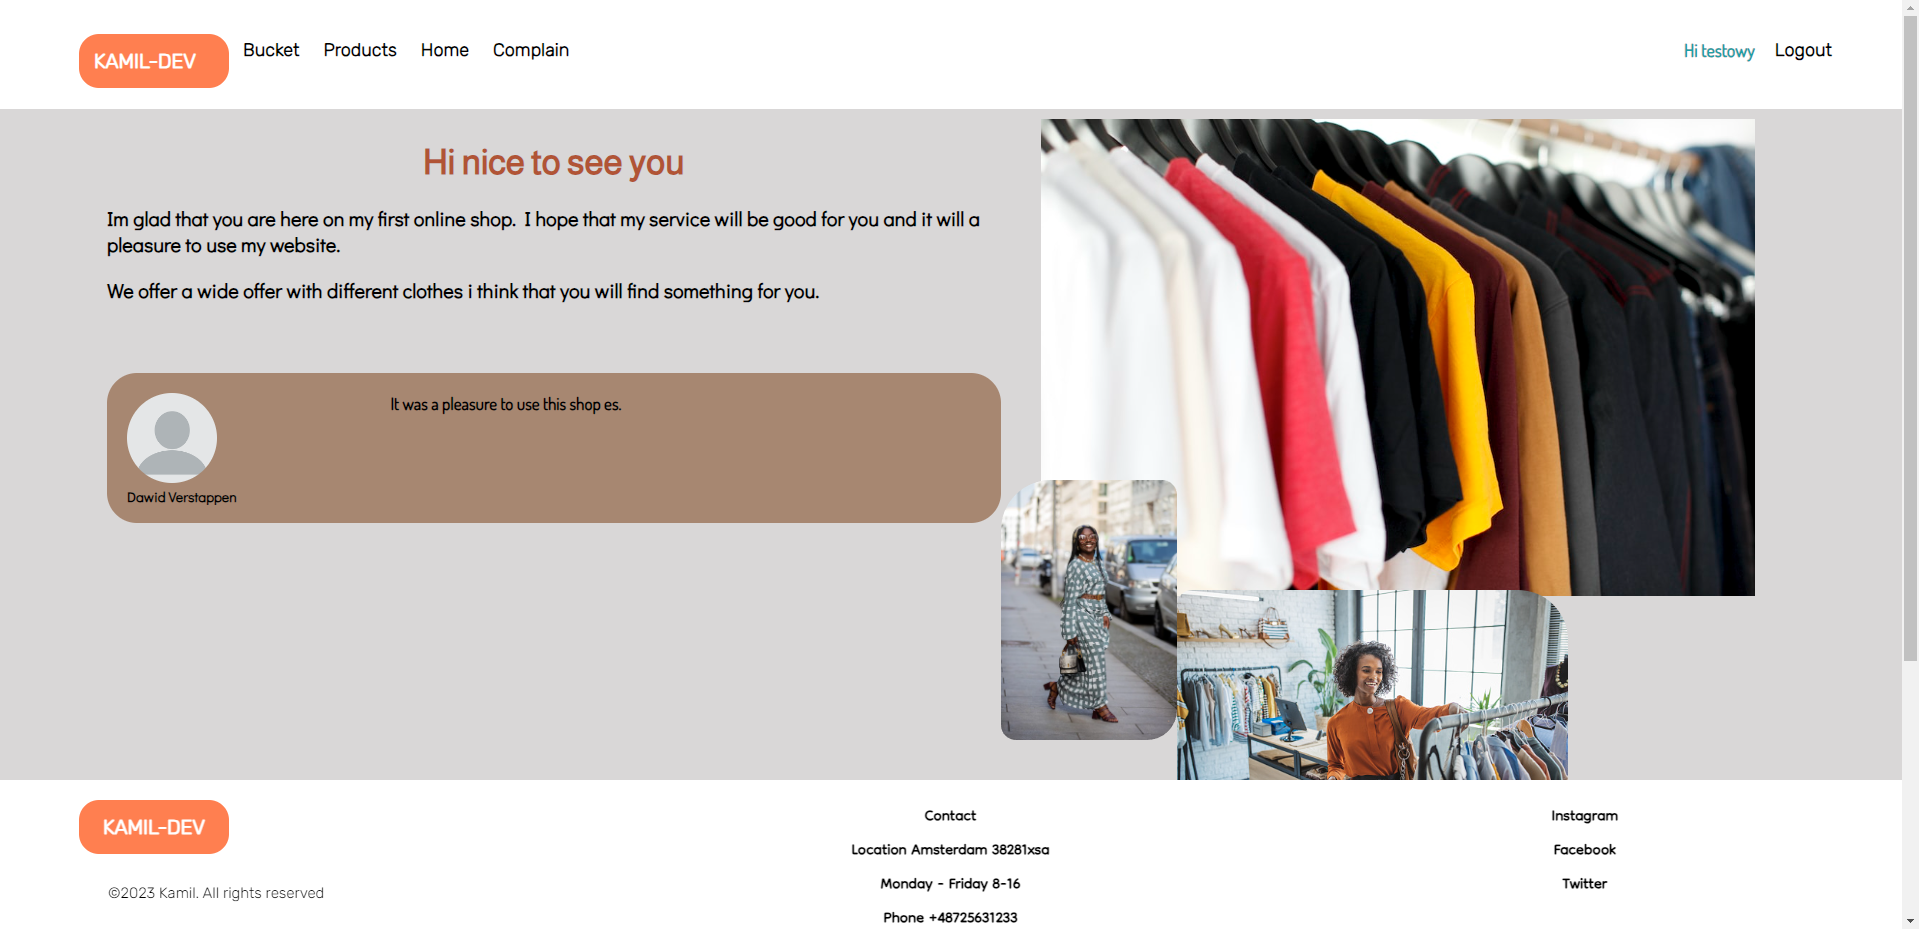 KAMIL-DEV
Bucket Products Home Complain
Hi testowy Logout
Hi nice to see you
Im glad that you are here on my first online shop. I hope that my service will be good for you and it will a
pleasure to use my website.
We offer a wide offer with different clothes i think that you will find something for you.
It was a pleasure to use this shop es.
Dawid Verstappen
KAMIL-DEV
©2023 Kamil. All rights reserved
Contact
Location Amsterdam 38281xsa
Monday - Friday 8-16
Phone +48725631233
Instagram
Facebook
Twitter